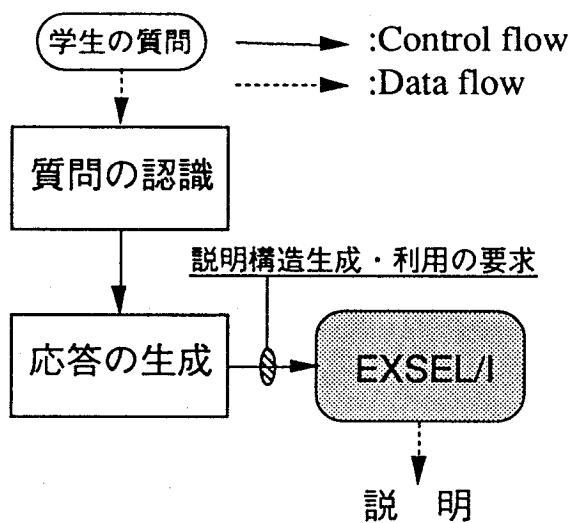 学生の質問
:Control flow
:Data flow
質問の認識
説明構造生成・利用の要求
応答の生成
EXSEL/I
説 明